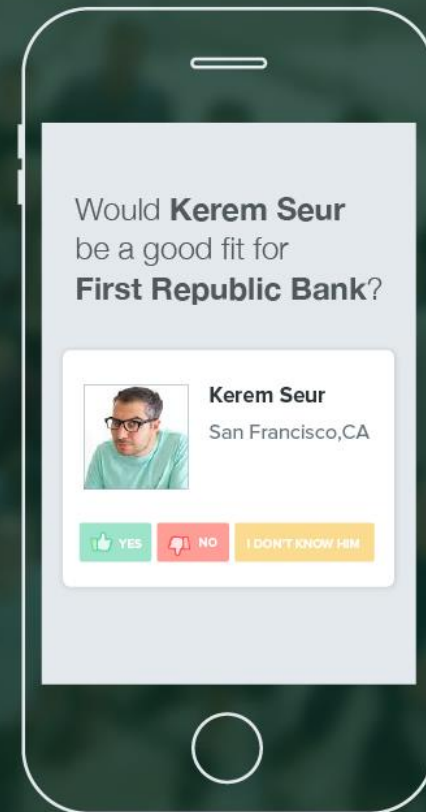 Would Kerem Seur
be a good fit for
First Republic Bank?
Kerem Seur
San Francisco,CA
YES
NO
I DON'T KNOW HIM